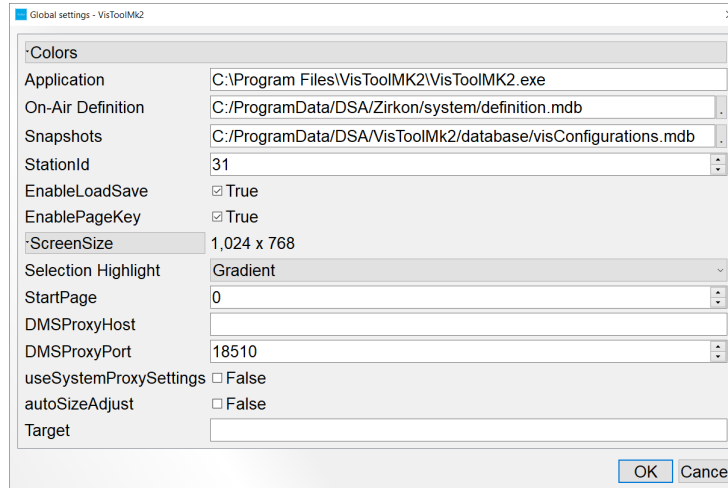 Global settings - VisToolMk2
Colors
Application C:\Program Files\VisToolMK2\VisToolMK2.exe
On-Air Definition C:/ProgramData/DSA/Zirkon/system/definition.mdb .
Snapshots C:/ProgramData/DSA/VisToolMk2/database/visConfigurations.mdb .
StationId 31
EnableLoadSave True
EnablePageKey True
ScreenSize 1,024 x 768
Selection Highlight Gradient
StartPage 0
DMSProxyHost
DMSProxyPort 18510
useSystemProxySettings False
autoSizeAdjust False
Target
OK Cance